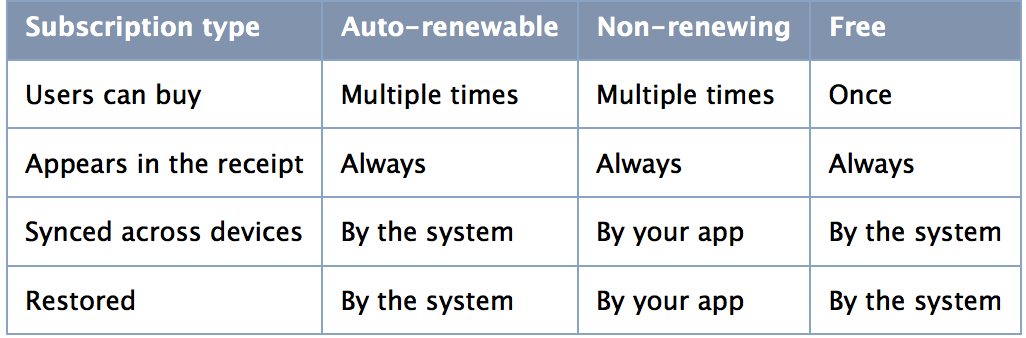 Subscription type Auto-renewable Non-renewing Free
Users can buy Multiple times Multiple times Once
Appears in the receipt Always Always Always
Synced across devices By the system By your app By the system
Restored By the system By your app By the system